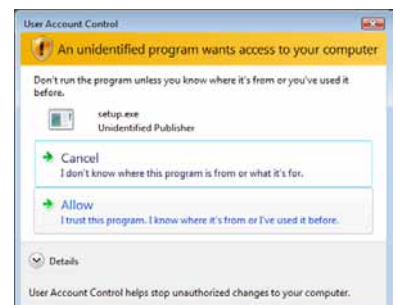 User Account Control
An unidentified program wants access to your computer
Don't run the program unless you know where it's from or you've used it
before.
setup.exe
Unidentified Publisher
Cancel
I don't know where this program is from or what it's for.
Allow
I trust this program. I know where it's from or I've used it before.
Details
User Account Control helps stop unauthorized changes to your computer.